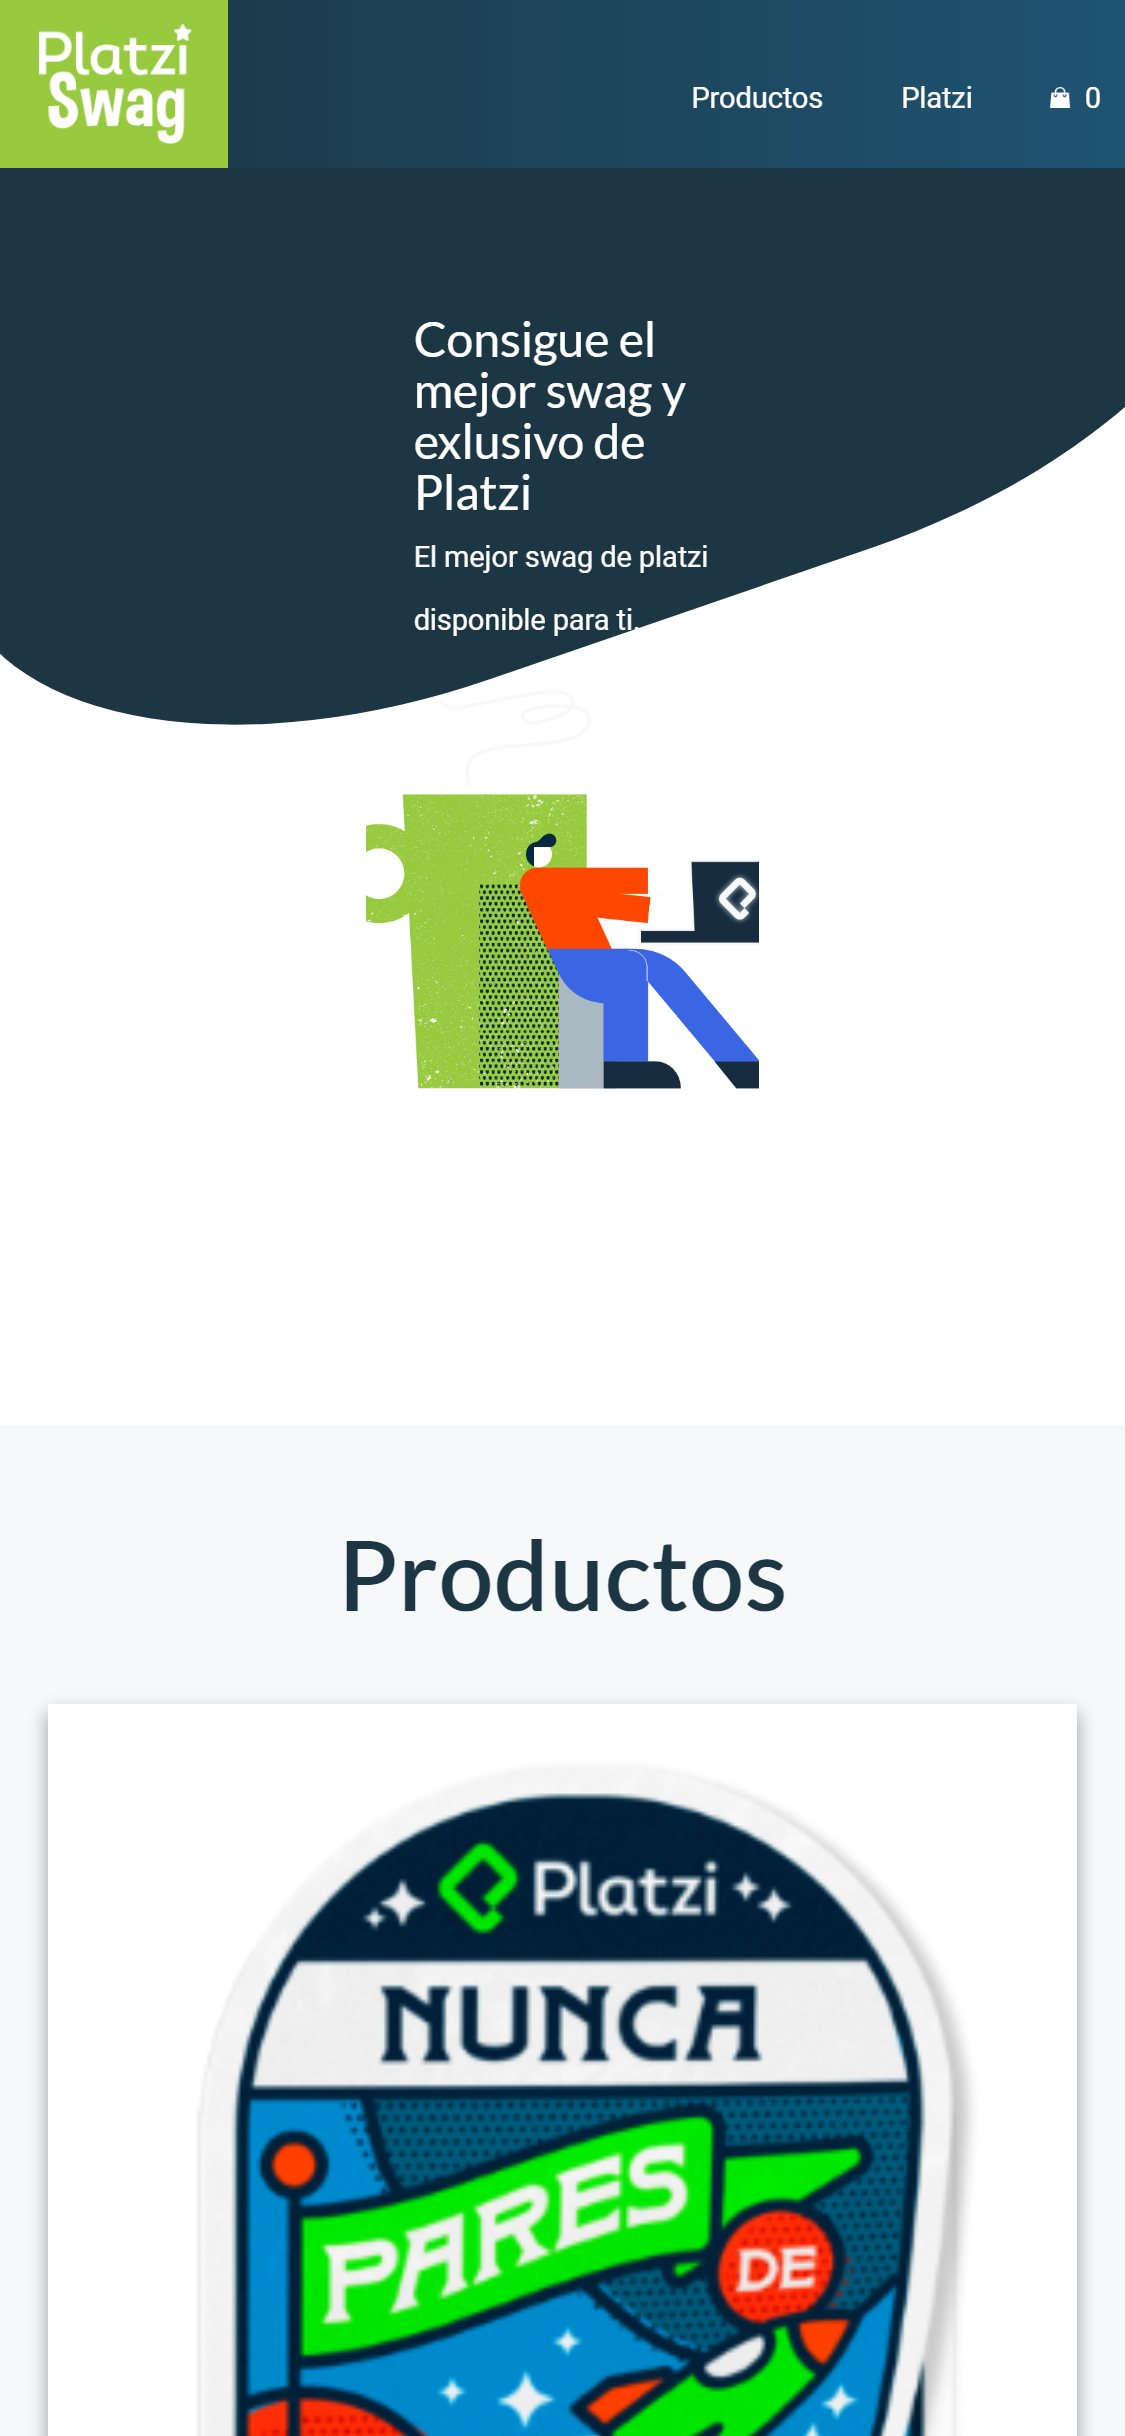 Platzi
Swag
Productos
Platzi
0
Consigue el
mejor swag y
exlusivo de
Platzi
El mejor swag de platzi
disponible para ti.
Productos
Platzi
NUNCA
PARES
DE